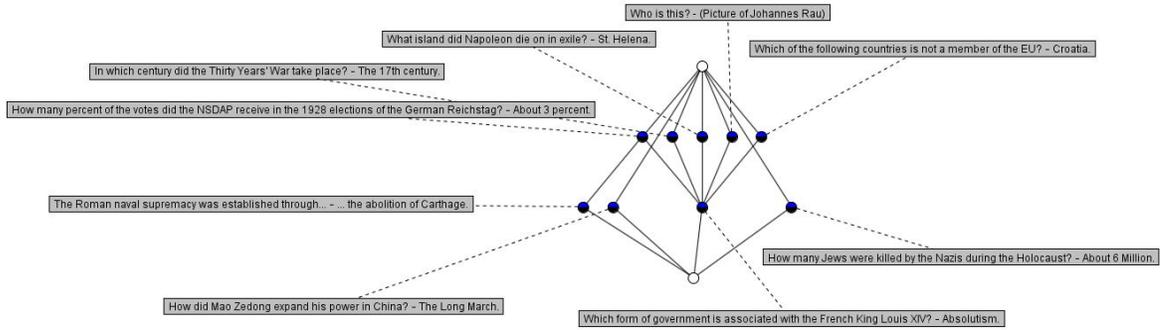 Who is this? - (Picture of Johannes Rau)
What island did Napoleon die on in exile? - St. Helena.
Which of the following countries is not a member of the EU? - Croatia.
In which century did the Thirty Years' War take place? - The 17th century.
How many percent of the votes did the NSDAP receive in the 1928 elections of the German Reichstag? - About 3 percent.
The Roman naval supremacy was established through... - ... the abolition of Carthage.
How many Jews were killed by the Nazis during the Holocaust? - About 6 Million.
How did Mao Zedong expand his power in China? - The Long March.
Which form of government is associated with the French King Louis XIV? - Absolutism.